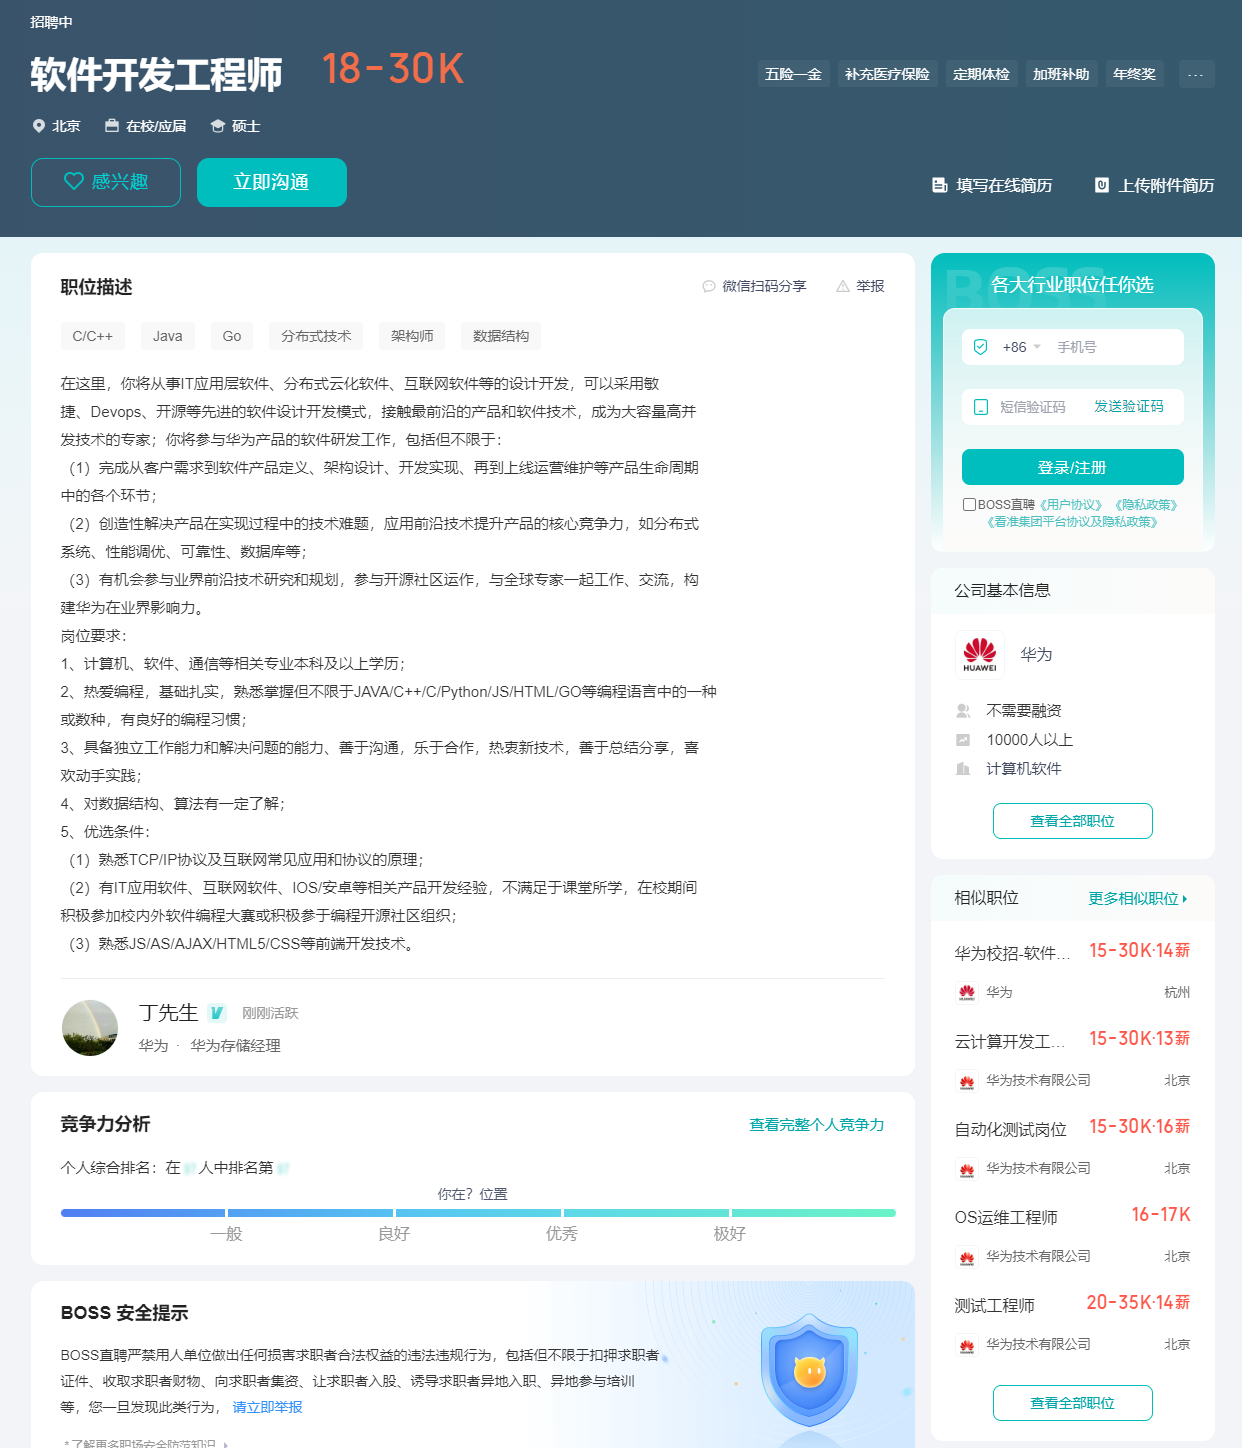 招聘中
软件开发工程师 18-30K
五险一金 补充医疗保险 定期体检 加班补助 年终奖 ...
北京 在校/应届 硕士
感兴趣 立即沟通
填写在线简历 上传附件简历
职位描述
微信扫码分享 举报
C/C++ Java Go 分布式技术 架构师 数据结构
在这里，你将从事IT应用层软件、分布式云化软件、互联网软件等的设计开发，可以采用敏
捷、Devops、开源等先进的软件设计开发模式，接触最前沿的产品和软件技术，成为大容量高并
发技术的专家；你将参与华为产品的软件研发工作，包括但不限于：
（1）完成从客户需求到软件产品定义、架构设计、开发实现、再到上线运营维护等产品生命周期
中的各个环节；
（2）创造性解决产品在实现过程中的技术难题，应用前沿技术提升产品的核心竞争力，如分布式
系统、性能调优、可靠性、数据库等；
（3）有机会参与业界前沿技术研究和规划，参与开源社区运作，与全球专家一起工作、交流，构
建华为在业界影响力。
岗位要求：
1、计算机、软件、通信等相关专业本科及以上学历；
2、热爱编程，基础扎实，熟悉掌握但不限于JAVA/C++/C/Python/JS/HTML/GO等编程语言中的一种
或数种，有良好的编程习惯；
3、具备独立工作能力和解决问题的能力、善于沟通，乐于合作，热衷新技术，善于总结分享，喜
欢动手实践；
4、对数据结构、算法有一定了解；
5、优选条件：
（1）熟悉TCP/IP协议及互联网常见应用和协议的原理；
（2）有IT应用软件、互联网软件、IOS/安卓等相关产品开发经验，不满足于课堂所学，在校期间
积极参加校内外软件编程大赛或积极参于编程开源社区组织；
（3）熟悉JS/AS/AJAX/HTML5/CSS等前端开发技术。
丁先生 V 刚刚活跃
华为 · 华为存储经理
竞争力分析
查看完整个人竞争力
个人综合排名：在 人中排名第
你在？位置
一般 良好 优秀 极好
BOSS 安全提示
BOSS直聘严禁用人单位做出任何损害求职者合法权益的违法违规行为，包括但不限于扣押求职者
证件、收取求职者财物、向求职者集资、让求职者入股、诱导求职者异地入职、异地参与培训
等，您一旦发现此类行为， 请立即举报
*了解更多职场安全防范知识
BOSS
各大行业职位任你选
+86 手机号
短信验证码 发送验证码
登录/注册
BOSS直聘《用户协议》 《隐私政策》
《看准集团平台协议及隐私政策》
公司基本信息
HUAWEI 华为
不需要融资
10000人以上
计算机软件
查看全部职位
相似职位 更多相似职位
华为校招-软件... 15-30K·14薪
华为 杭州
云计算开发工... 15-30K·13薪
华为技术有限公司 北京
自动化测试岗位 15-30K·16薪
华为技术有限公司 北京
OS运维工程师 16-17K
华为技术有限公司 北京
测试工程师 20-35K·14薪
华为技术有限公司 北京
查看全部职位